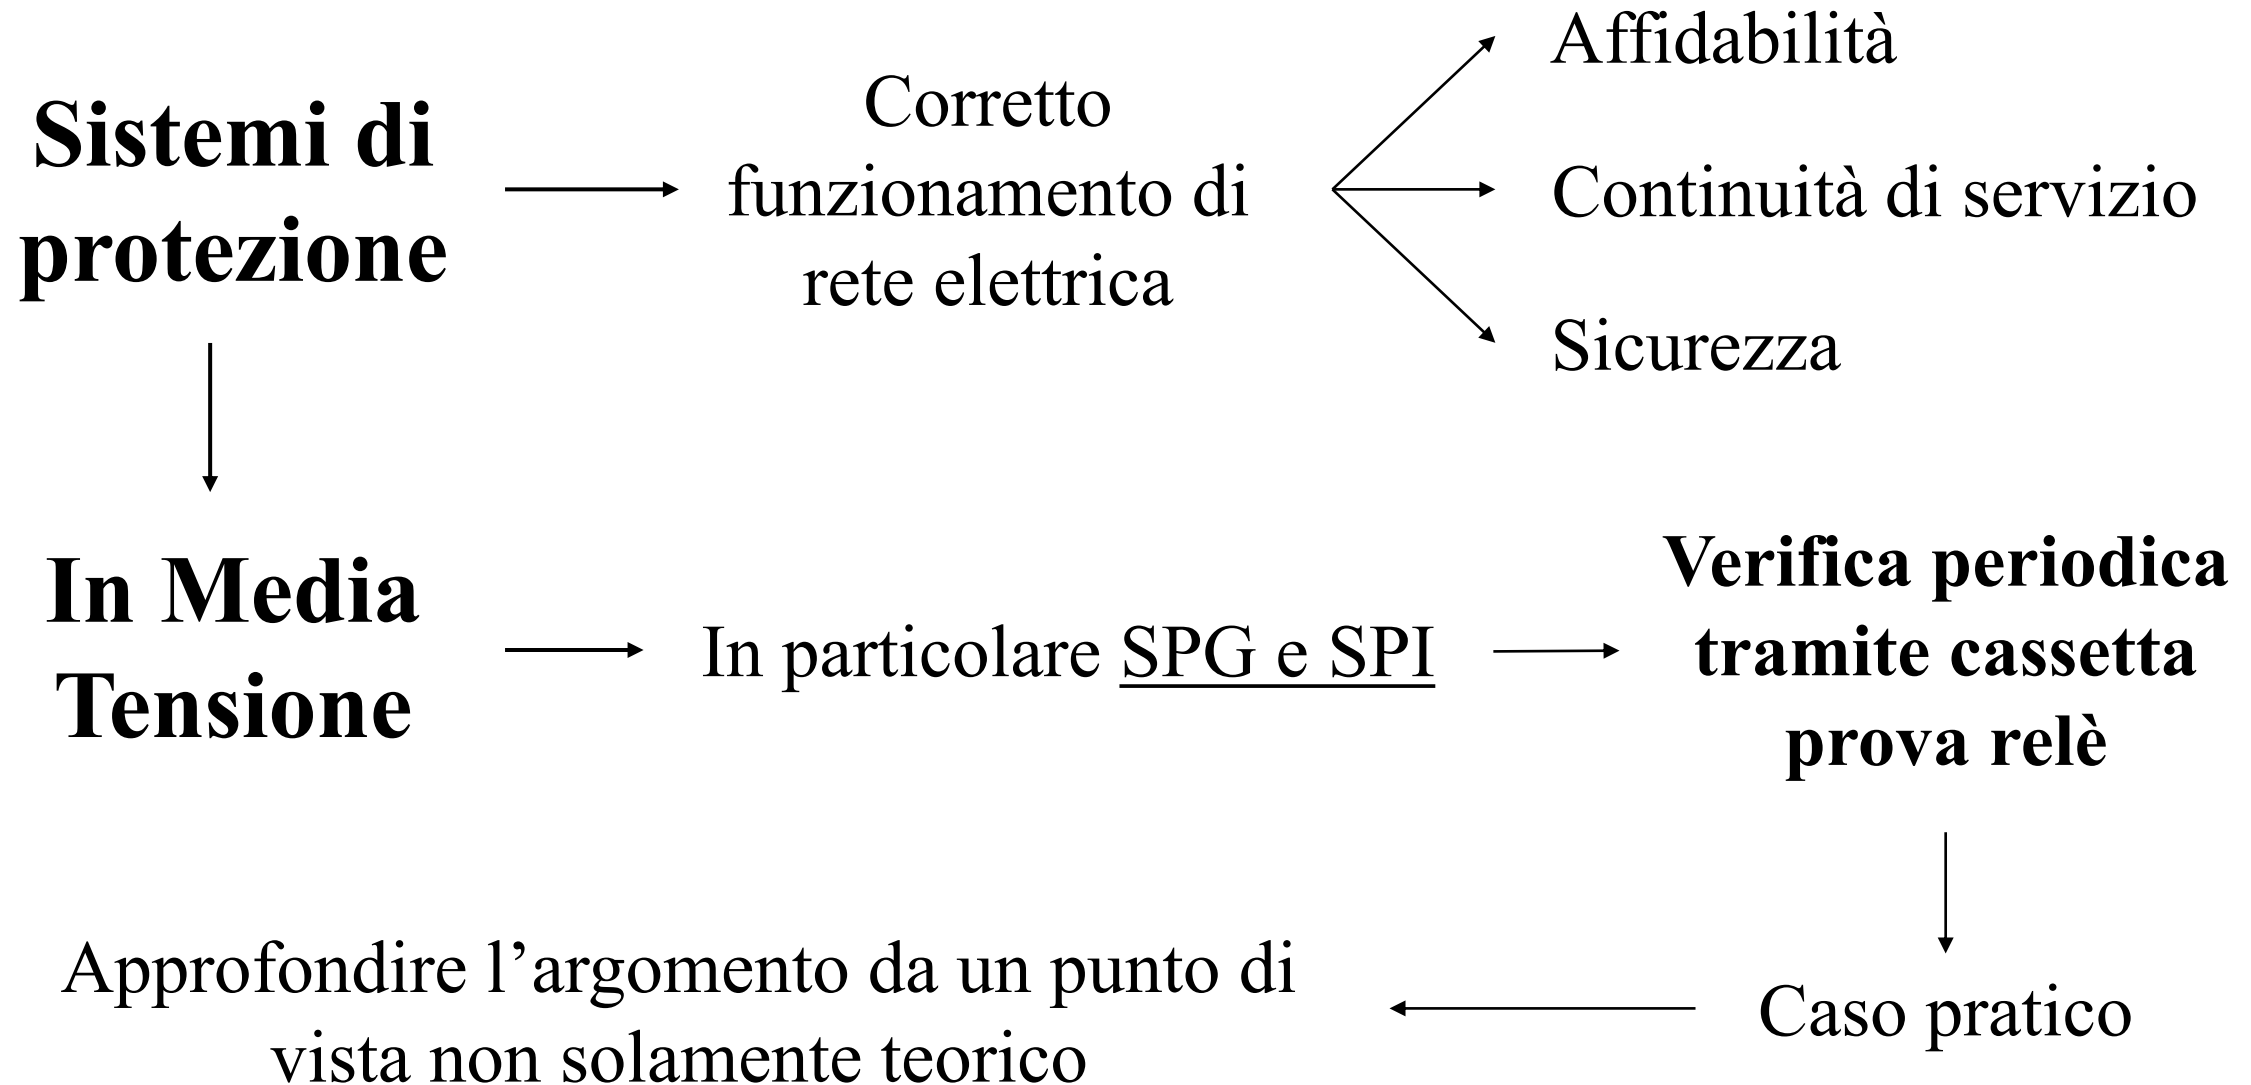 Sistemi di
protezione
Corretto
funzionamento di
rete elettrica
Affidabilità
Continuità di servizio
Sicurezza
In Media
Tensione
In particolare SPG e SPI
Verifica periodica
tramite cassetta
prova relè
Caso pratico
Approfondire l’argomento da un punto di
vista non solamente teorico